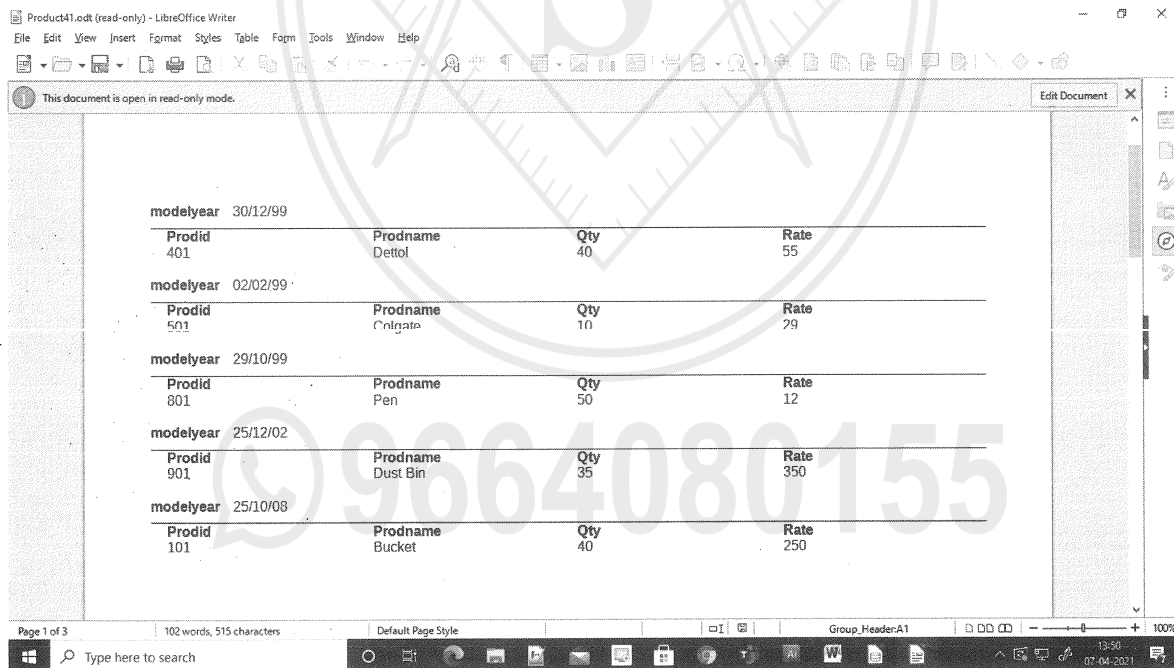 Product41.odt (read-only) - LibreOffice Writer
File Edit View Insert Format Styles Table Form Tools Window Help
This document is open in read-only mode.
Edit Document
modelyear 30/12/99
Prodid Prodname Qty Rate
401 Dettol 40 55
modelyear 02/02/99
Prodid Prodname Qty Rate
501 Colgate 10 29
modelyear 29/10/99
Prodid Prodname Qty Rate
801 Pen 50 12
modelyear 25/12/02
Prodid Prodname Qty Rate
901 Dust Bin 35 350
modelyear 25/10/08
Prodid Prodname Qty Rate
101 Bucket 40 250
9664080155
Page 1 of 3 102 words, 515 characters Default Page Style Group_Header:A1 100%
Type here to search
13:50
07-04-2021